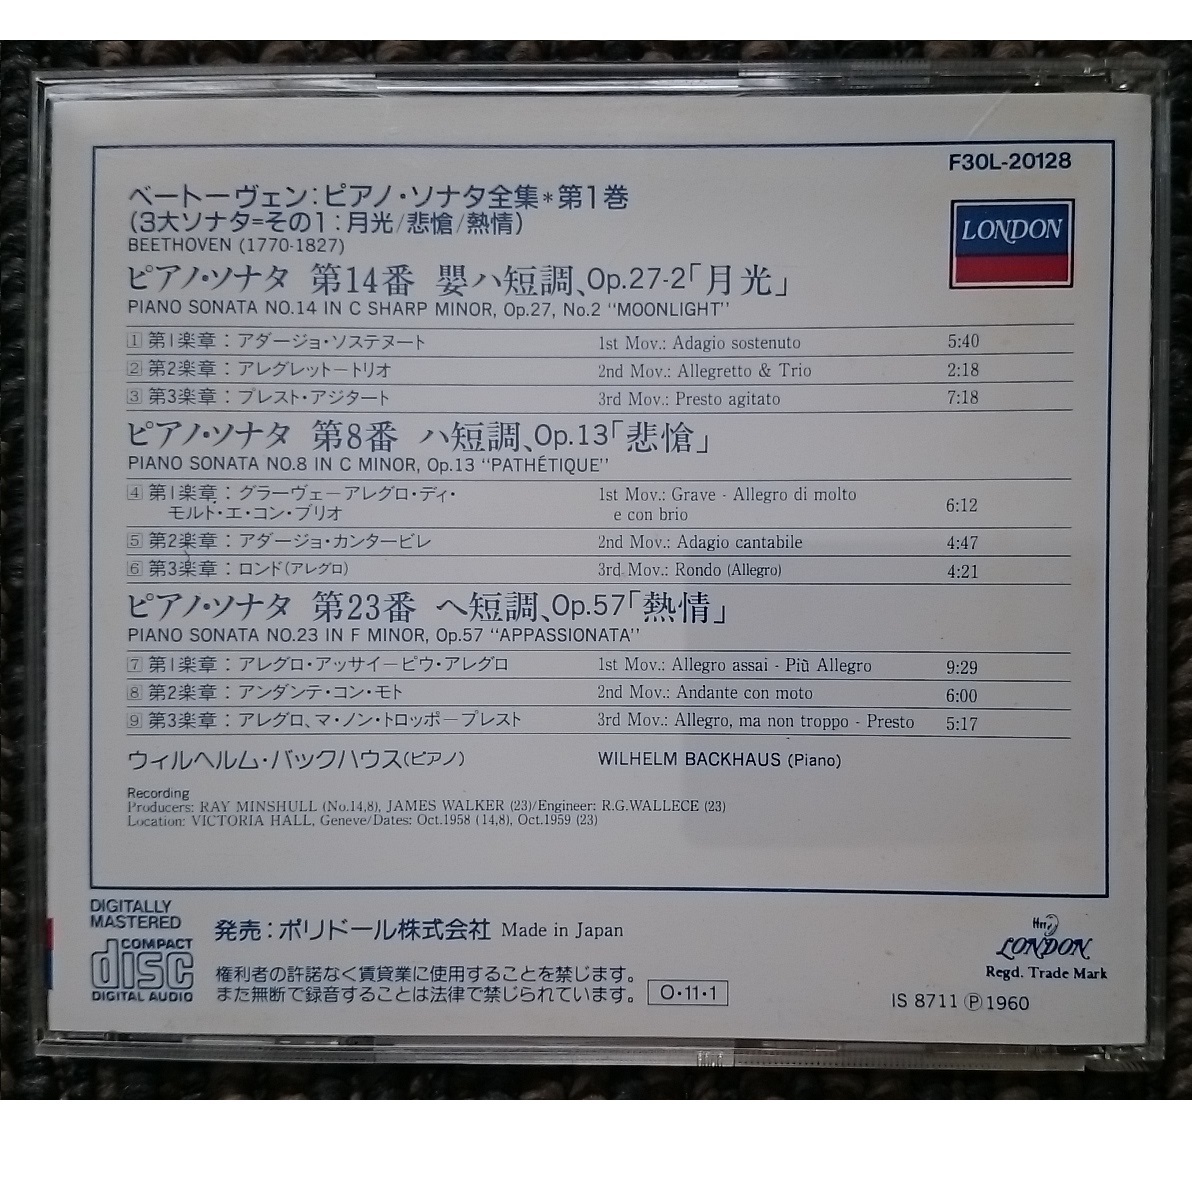 F30L-20128
LONDON
ベートーヴェン:ピアノ・ソナタ全集*第1巻
(3大ソナタ=その1:月光/悲愴/熱情)
BEETHOVEN (1770-1827)
ピアノ・ソナタ 第14番 嬰ハ短調、Op.27-2「月光」
PIANO SONATA NO.14 IN C SHARP MINOR, Op.27, No.2 "MOONLIGHT"
1 第1楽章:アダージョ・ソステヌート 1st Mov.: Adagio sostenuto 5:40
2 第2楽章:アレグレット－トリオ 2nd Mov.: Allegretto & Trio 2:18
3 第3楽章:プレスト・アジタート 3rd Mov.: Presto agitato 7:18
ピアノ・ソナタ 第8番 ハ短調、Op.13「悲愴」
PIANO SONATA NO.8 IN C MINOR, Op.13 "PATHÉTIQUE"
4 第1楽章:グラーヴェ－アレグロ・ディ・ 1st Mov.: Grave - Allegro di molto 6:12
モルト・エ・コン・ブリオ e con brio
5 第2楽章:アダージョ・カンタービレ 2nd Mov.: Adagio cantabile 4:47
6 第3楽章:ロンド(アレグロ) 3rd Mov.: Rondo (Allegro) 4:21
ピアノ・ソナタ 第23番 ヘ短調、Op.57「熱情」
PIANO SONATA NO.23 IN F MINOR, Op.57 "APPASSIONATA"
7 第1楽章:アレグロ・アッサイ－ピウ・アレグロ 1st Mov.: Allegro assai - Più Allegro 9:29
8 第2楽章:アンダンテ・コン・モト 2nd Mov.: Andante con moto 6:00
9 第3楽章:アレグロ、マ・ノン・トロッポ－プレスト 3rd Mov.: Allegro, ma non troppo - Presto 5:17
ウィルヘルム・バックハウス(ピアノ) WILHELM BACKHAUS (Piano)
Recording
Producers: RAY MINSHULL (No.14,8), JAMES WALKER (23)/Engineer: R.G.WALLECE (23)
Location: VICTORIA HALL, Geneve/Dates: Oct.1958 (14,8), Oct.1959 (23)
DIGITALLY
MASTERED
COMPACT
disc
DIGITAL AUDIO
発売:ポリドール株式会社 Made in Japan
権利者の許諾なく賃貸業に使用することを禁じます。
また無断で録音することは法律で禁じられています。 O・11・1
LONDON
Regd. Trade Mark
IS 8711 Ⓟ1960